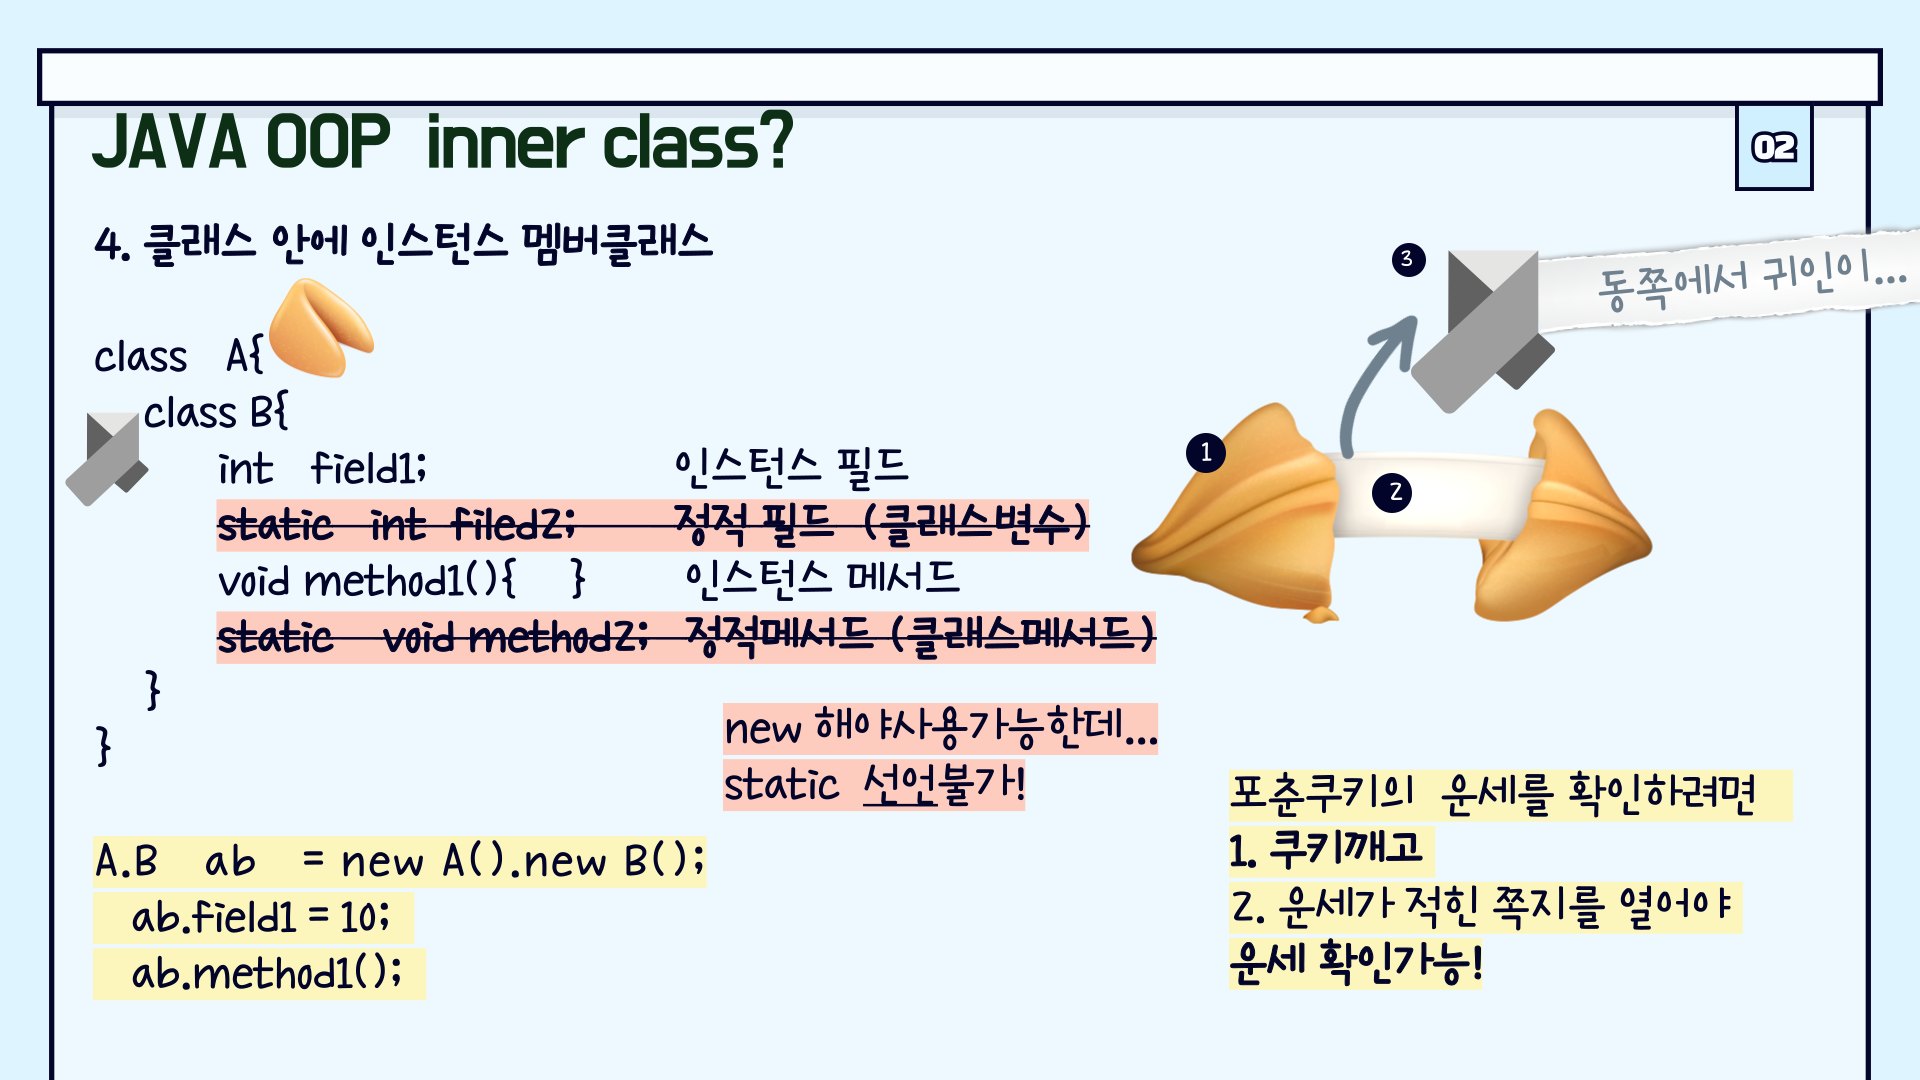 JAVA OOP inner class?
02
4. 클래스 안에 인스턴스 멤버클래스
3
동쪽에서 귀인이...
class A{
class B{
int field1; 인스턴스 필드
1
static int filed2; 정적 필드 (클래스변수)
2
void method1(){ } 인스턴스 메서드
static void method2; 정적메서드 (클래스메서드)
}
}
new 해야사용가능한데...
static 선언불가!
A.B ab = new A().new B();
ab.field1 = 10;
ab.method1();
포춘쿠키의 운세를 확인하려면
1. 쿠키깨고
2. 운세가 적힌 쪽지를 열어야
운세 확인가능!